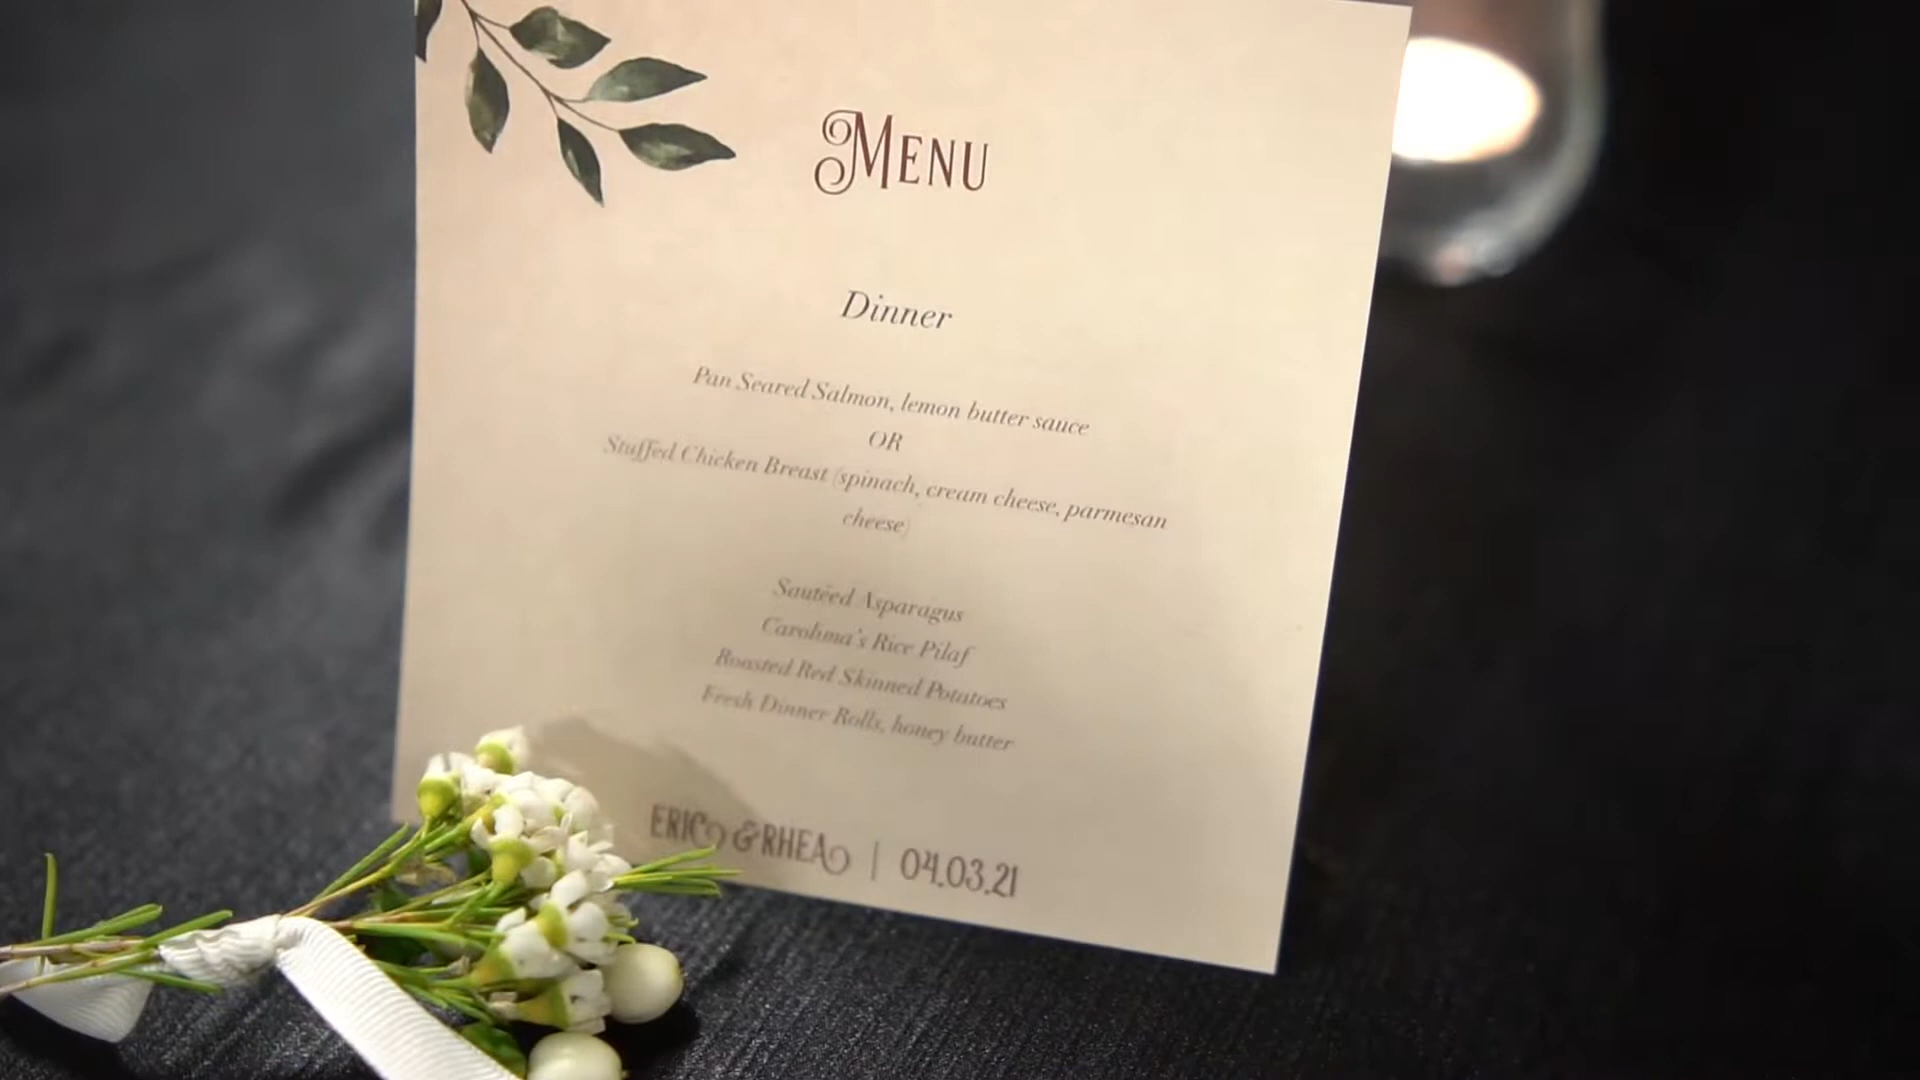 MENU
Dinner
Pan Seared Salmon, lemon butter sauce
OR
Stuffed Chicken Breast (spinach, cream cheese, parmesan
cheese)
Sautéed Asparagus
Carolima's Rice Pilaf
Roasted Red Skinned Potatoes
Fresh Dinner Rolls, honey butter
ERIC & RHEA | 04.03.21